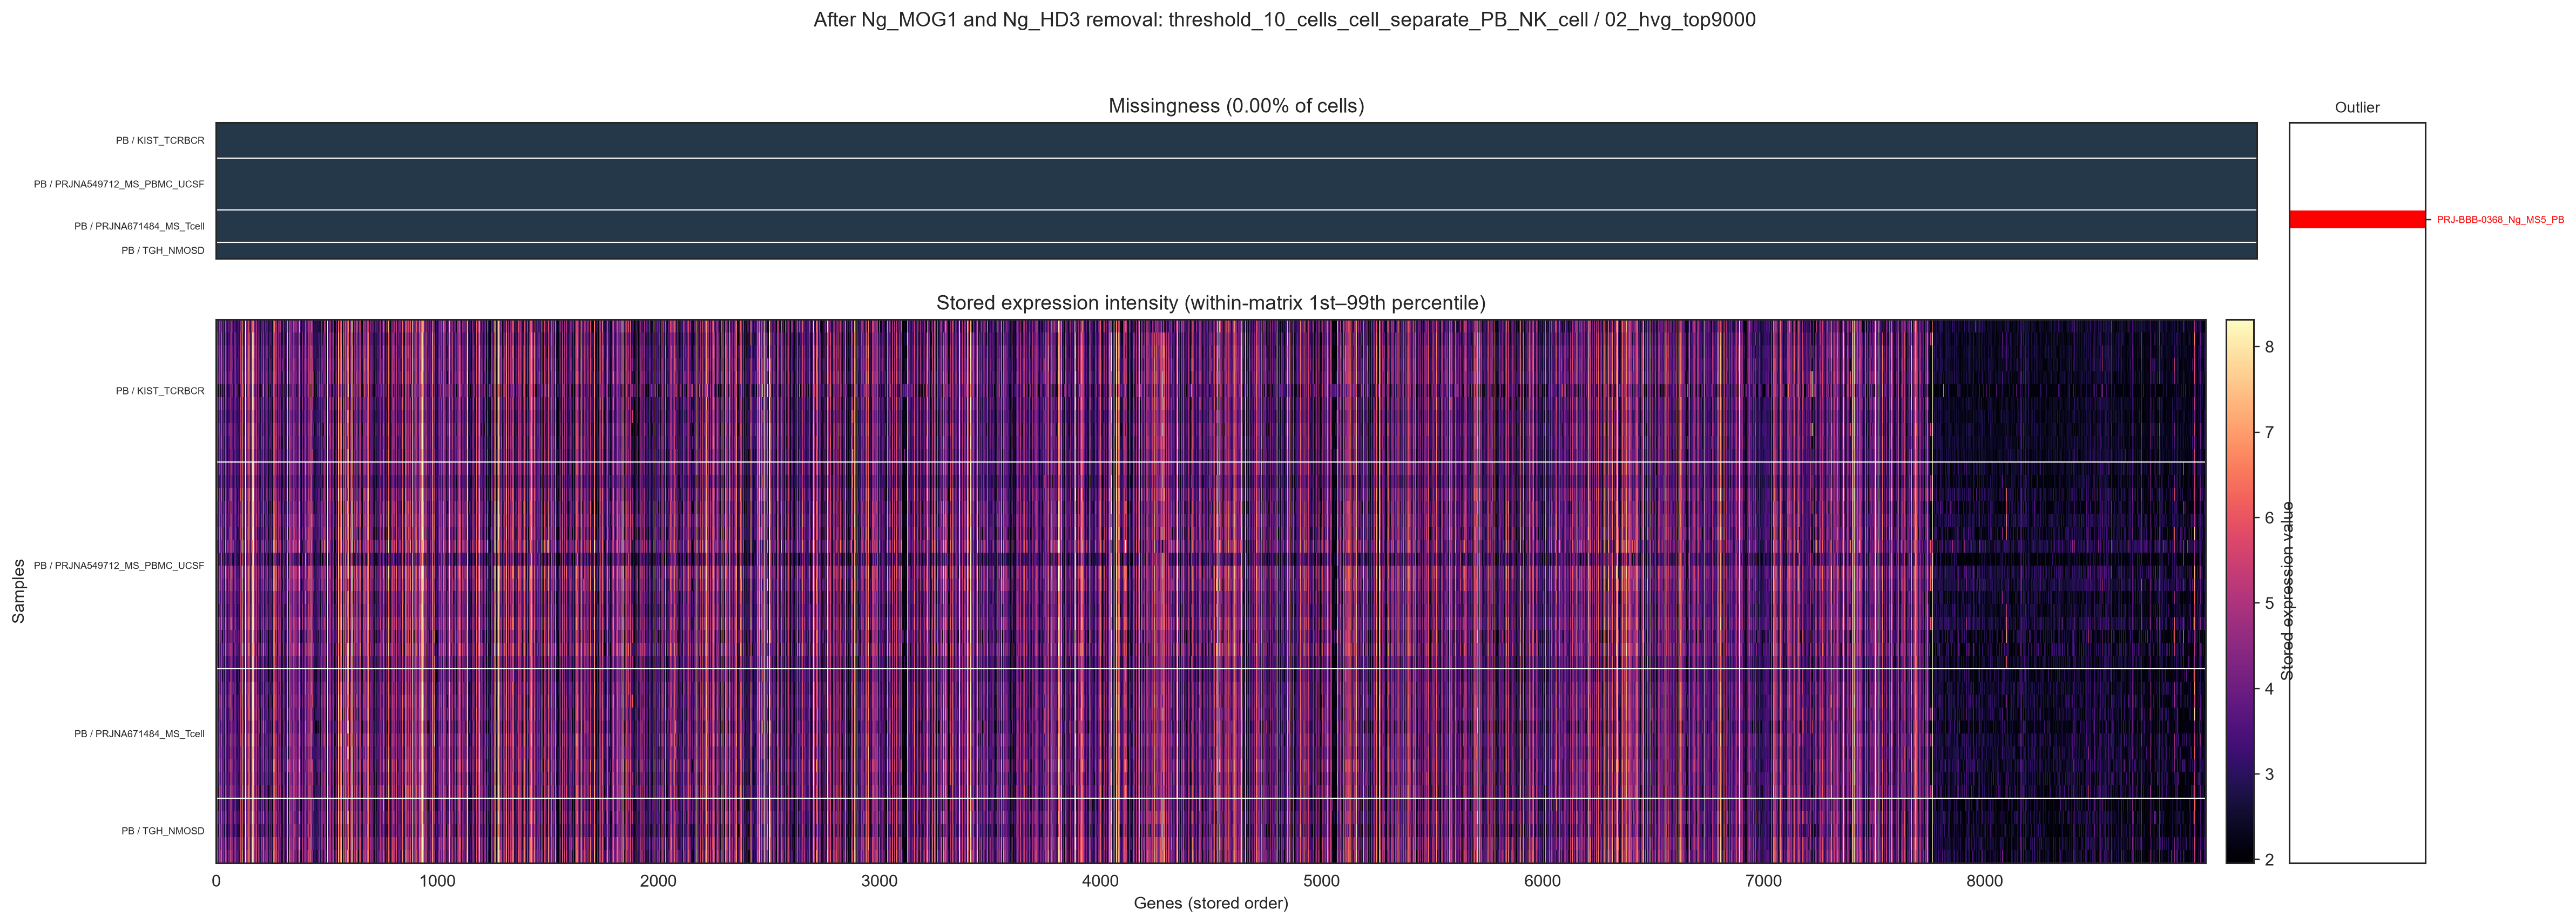 After Ng_MOG1 and Ng_HD3 removal: threshold_10_cells_cell_separate_PB_NK_cell / 02_hvg_top9000
Missingness (0.00% of cells)
Outlier
PB / KIST_TCRBCR
PB / PRJNA549712_MS_PBMC_UCSF
PB / PRJNA671484_MS_Tcell
PB / TGH_NMOSD
PRJ-BBB-0368_Ng_MS5_PB
Stored expression intensity (within-matrix 1st–99th percentile)
Samples
PB / KIST_TCRBCR
PB / PRJNA549712_MS_PBMC_UCSF
PB / PRJNA671484_MS_Tcell
PB / TGH_NMOSD
8
7
6
5
4
3
2
Stored expression value
0 1000 2000 3000 4000 5000 6000 7000 8000
Genes (stored order)